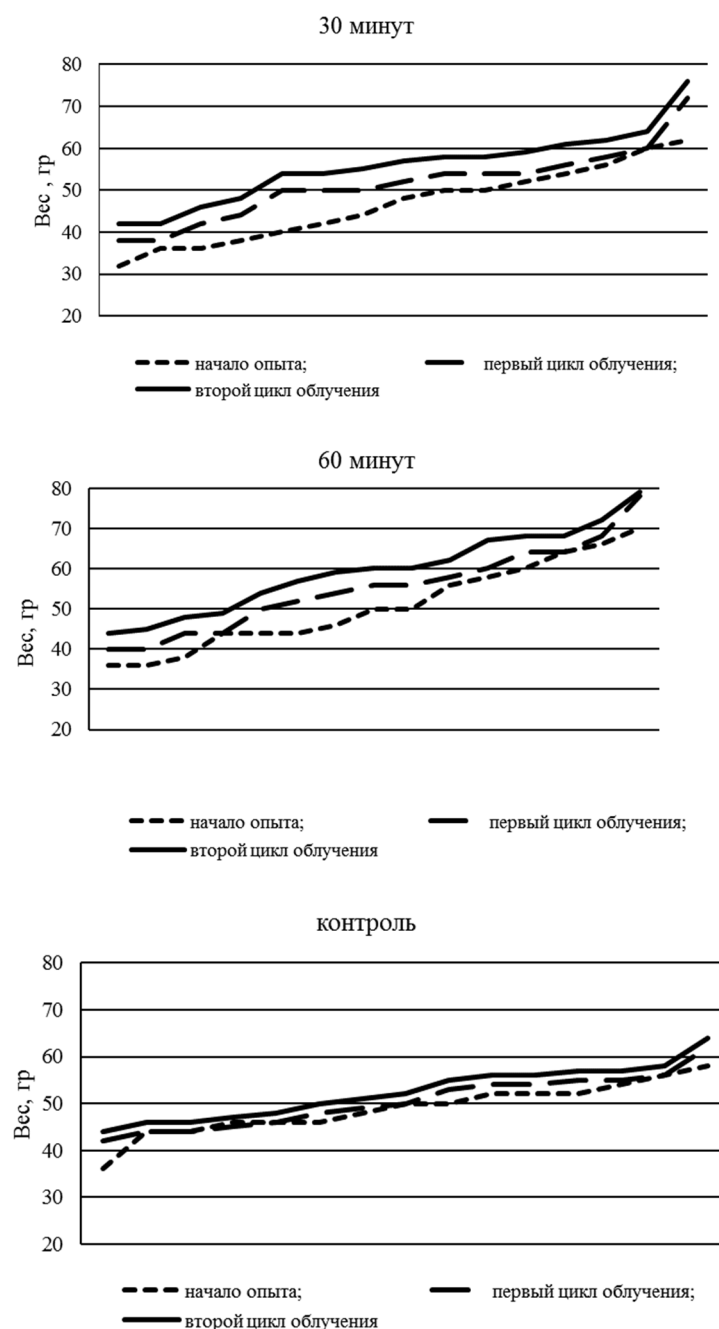 30 минут
80
70
60
50
40
30
20
Вес , гр
начало опыта;
первый цикл облучения;
второй цикл облучения
60 минут
80
70
60
50
40
30
20
Вес, гр
начало опыта;
первый цикл облучения;
второй цикл облучения
контроль
80
70
60
50
40
30
20
Вес, гр
начало опыта;
первый цикл облучения;
второй цикл облучения